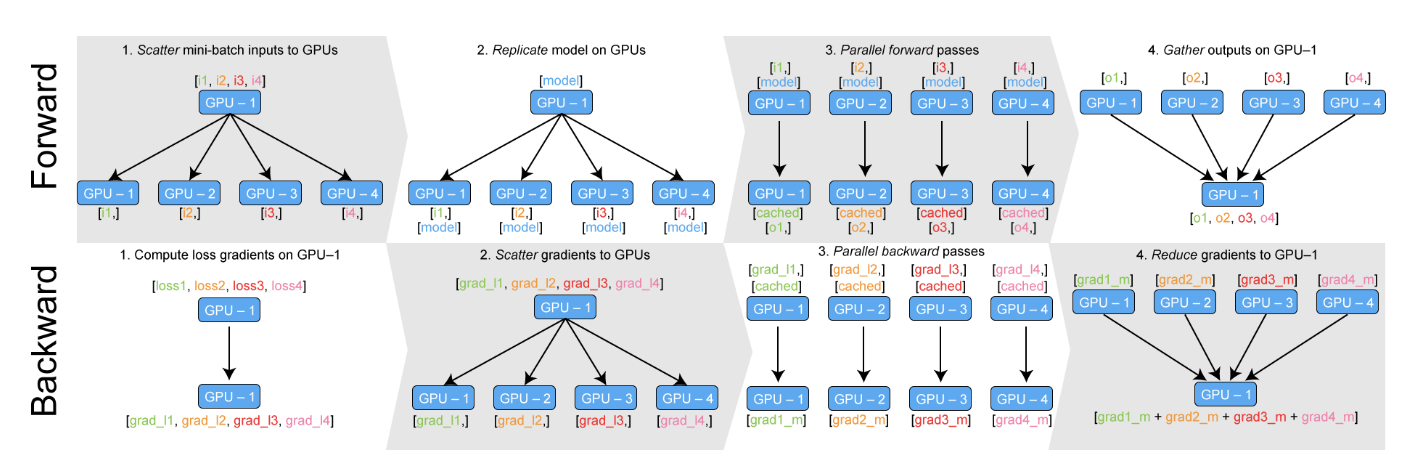 Forward
1. Scatter mini-batch inputs to GPUs
[i1, i2, i3, i4]
GPU – 1
GPU – 1 GPU – 2 GPU – 3 GPU – 4
[i1,] [i2,] [i3,] [i4,]
2. Replicate model on GPUs
[model]
GPU – 1
GPU – 1 GPU – 2 GPU – 3 GPU – 4
[i1,] [i2,] [i3,] [i4,]
[model] [model] [model] [model]
3. Parallel forward passes
[i1,] [i2,] [i3,] [i4,]
[model] [model] [model] [model]
GPU – 1 GPU – 2 GPU – 3 GPU – 4
GPU – 1 GPU – 2 GPU – 3 GPU – 4
[cached] [cached] [cached] [cached]
[o1,] [o2,] [o3,] [o4,]
4. Gather outputs on GPU–1
[o1,] [o2,] [o3,] [o4,]
GPU – 1 GPU – 2 GPU – 3 GPU – 4
GPU – 1
[o1, o2, o3, o4]
Backward
1. Compute loss gradients on GPU–1
[loss1, loss2, loss3, loss4]
GPU – 1
GPU – 1
[grad_l1, grad_l2, grad_l3, grad_l4]
2. Scatter gradients to GPUs
[grad_l1, grad_l2, grad_l3, grad_l4]
GPU – 1
GPU – 1 GPU – 2 GPU – 3 GPU – 4
[grad_l1,] [grad_l2,] [grad_l3,] [grad_l4,]
3. Parallel backward passes
[grad_l1,] [grad_l2,] [grad_l3,] [grad_l4,]
[cached] [cached] [cached] [cached]
GPU – 1 GPU – 2 GPU – 3 GPU – 4
GPU – 1 GPU – 2 GPU – 3 GPU – 4
[grad1_m] [grad2_m] [grad3_m] [grad4_m]
4. Reduce gradients to GPU–1
[grad1_m] [grad2_m] [grad3_m] [grad4_m]
GPU – 1 GPU – 2 GPU – 3 GPU – 4
GPU – 1
[grad1_m + grad2_m + grad3_m + grad4_m]